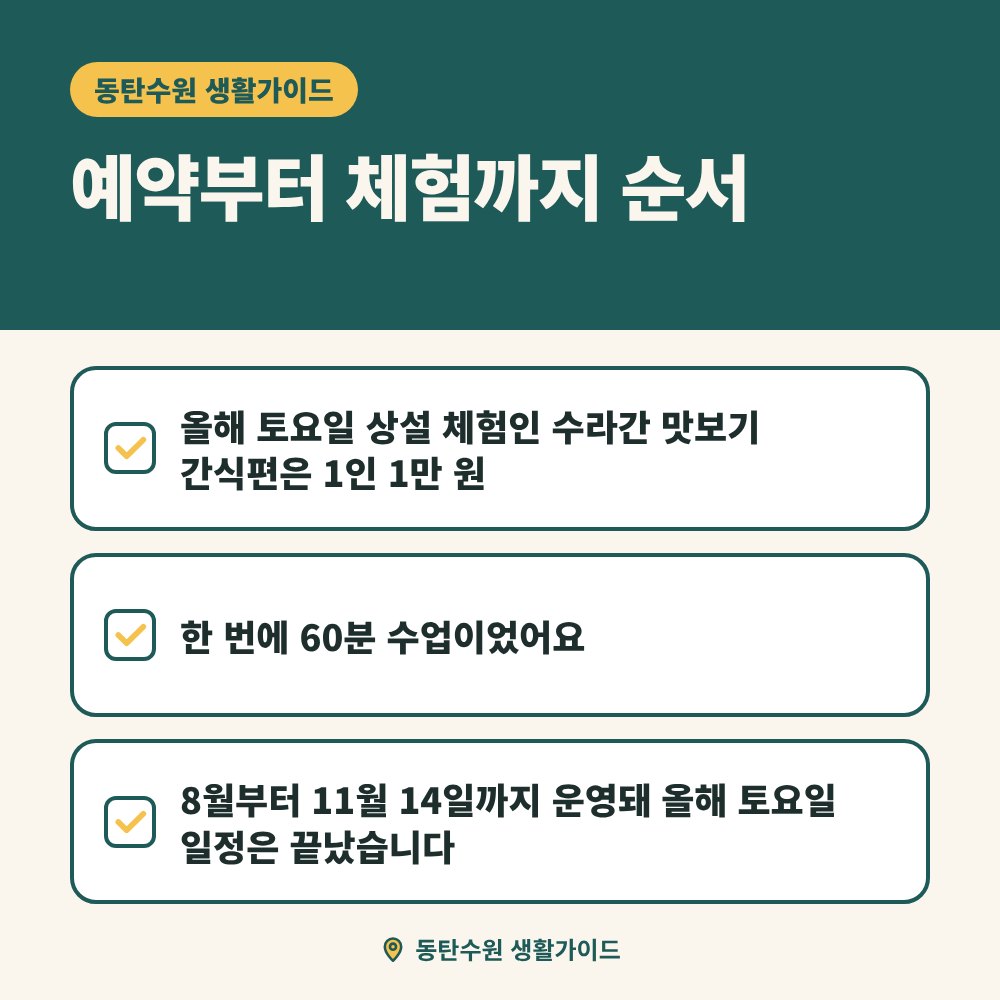 동탄수원 생활가이드
예약부터 체험까지 순서
올해 토요일 상설 체험인 수라간 맛보기
간식편은 1인 1만 원
한 번에 60분 수업이었어요
8월부터 11월 14일까지 운영돼 올해 토요일
일정은 끝났습니다
동탄수원 생활가이드